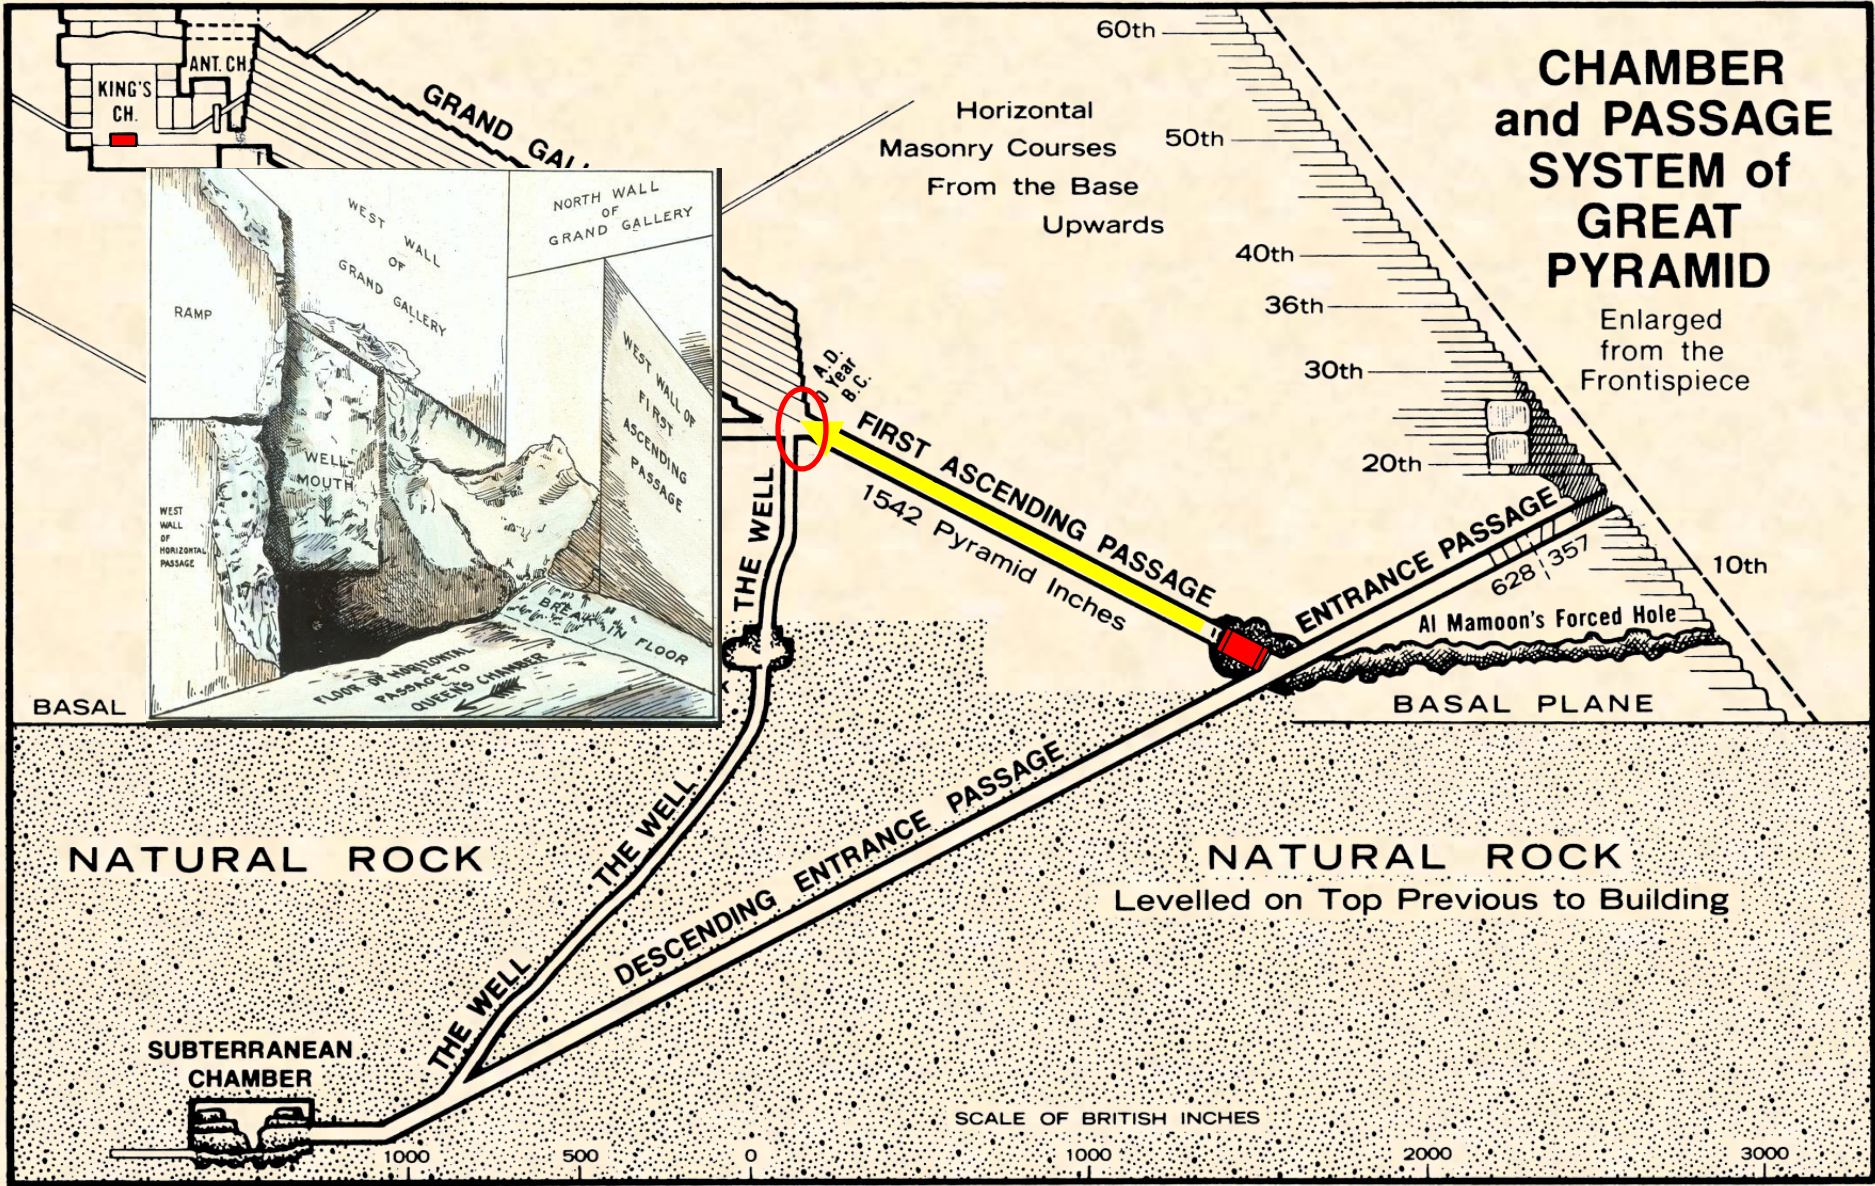 CHAMBER
and PASSAGE
SYSTEM of
GREAT
PYRAMID
Enlarged
from the
Frontispiece
60th
50th
40th
36th
30th
20th
10th
Horizontal
Masonry Courses
From the Base
Upwards
ANT. CH.
KING'S
CH.
GRAND GALL
NORTH WALL
OF
GRAND GALLERY
WEST
WALL
OF
GRAND GALLERY
RAMP
WEST WALL OF
FIRST
ASCENDING
PASSAGE
WELL-
MOUTH
WEST
WALL
OF
HORIZONTAL
PASSAGE
BREAK IN FLOOR
FLOOR OF HORIZONTAL
PASSAGE TO
QUEEN'S CHAMBER
A.D.
0 Year
B.C.
FIRST ASCENDING PASSAGE
1542 Pyramid Inches
ENTRANCE PASSAGE
628 357
Al Mamoon's Forced Hole
BASAL PLANE
BASAL
THE WELL
THE WELL
THE WELL
THE WELL
DESCENDING ENTRANCE PASSAGE
NATURAL ROCK
NATURAL ROCK
Levelled on Top Previous to Building
SUBTERRANEAN
CHAMBER
SCALE OF BRITISH INCHES
1000 500 0 1000 2000 3000